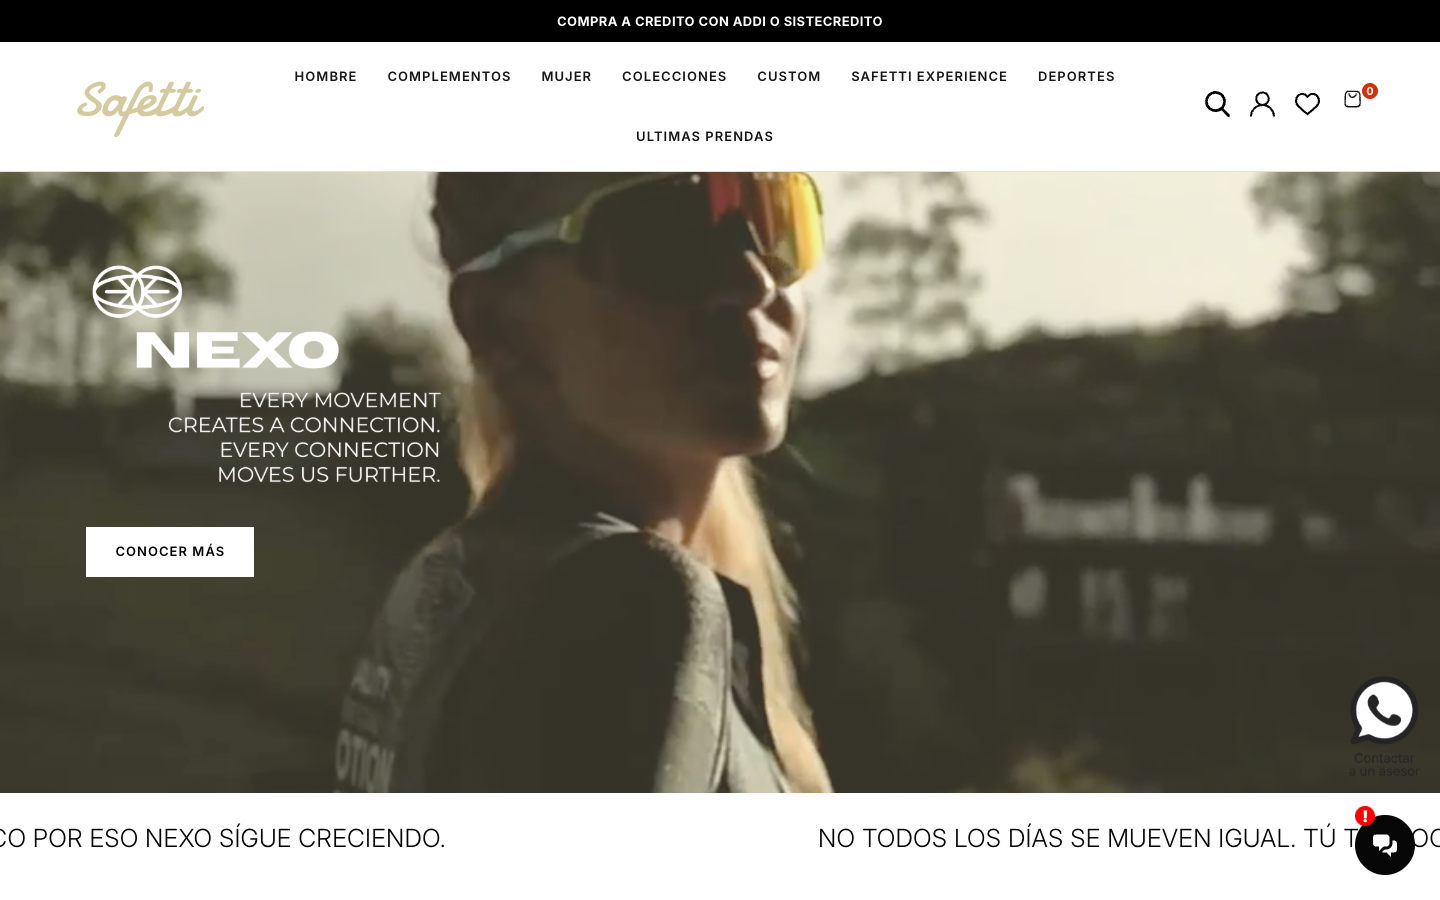 COMPRA A CREDITO CON ADDI O SISTECREDITO
Safetti
HOMBRE COMPLEMENTOS MUJER COLECCIONES CUSTOM SAFETTI EXPERIENCE DEPORTES
ULTIMAS PRENDAS
0
NEXO
EVERY MOVEMENT
CREATES A CONNECTION.
EVERY CONNECTION
MOVES US FURTHER.
CONOCER MÁS
OTION
Contactar
a un asesor
CO POR ESO NEXO SÍGUE CRECIENDO. NO TODOS LOS DÍAS SE MUEVEN IGUAL. TÚ